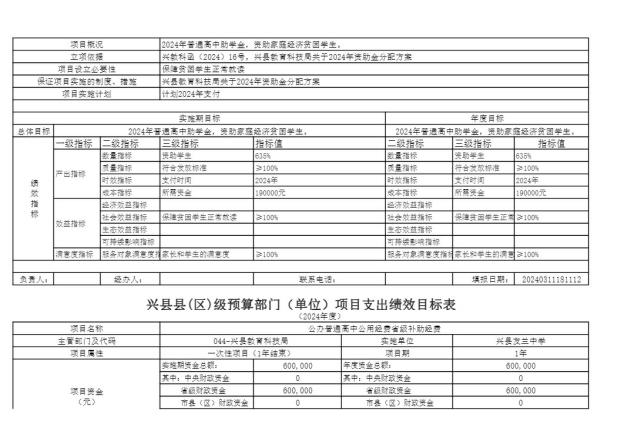 项目概况 2024年普通高中助学金，资助家庭经济贫困学生。
立项依据 兴教科函（2024）16号，兴县教育科技局关于2024年资助金分配方案
项目设立必要性 保障贫困学生正常就读
保证项目实施的制度、措施 兴县教育科技局关于2024年资助金分配方案
项目实施计划 计划2024年支付
实施期目标 年度目标
总体目标 2024年普通高中助学金，资助家庭经济贫困学生。 2024年普通高中助学金，资助家庭经济贫困学生。
绩效指标 一级指标 二级指标 三级指标 指标值 二级指标 三级指标 指标值
产出指标 数量指标 资助学生 635% 数量指标 资助学生 635%
质量指标 符合发放标准 ≥100% 质量指标 符合发放标准 ≥100%
时效指标 支付时间 2024年 时效指标 支付时间 2024年
成本指标 所需资金 190000元 成本指标 所需资金 190000元
效益指标 经济效益指标 经济效益指标
社会效益指标 保障贫困学生正常就读 ≥100% 社会效益指标 保障贫困学生正常 ≥100%
生态效益指标 生态效益指标
可持续影响指标 可持续影响指标
满意度指标 服务对象满意度指 家长和学生的满意度 ≥100% 服务对象满意度指 家长和学生的满意 ≥100%
负责人： 经办人： 联系电话： 填报日期： 20240311181112
兴县县(区)级预算部门（单位）项目支出绩效目标表
（2024年度）
项目名称 公办普通高中公用经费省级补助经费
主管部门及代码 044-兴县教育科技局 实施单位 兴县友兰中学
项目属性 一次性项目（1年结束） 项目期 1年
项目资金（元） 实施期资金总额： 600,000 年度资金总额： 600,000
其中：中央财政资金 0 其中：中央财政资金 0
省级财政资金 600,000 省级财政资金 600,000
市县（区）财政资金 0 市县（区）财政资金 0